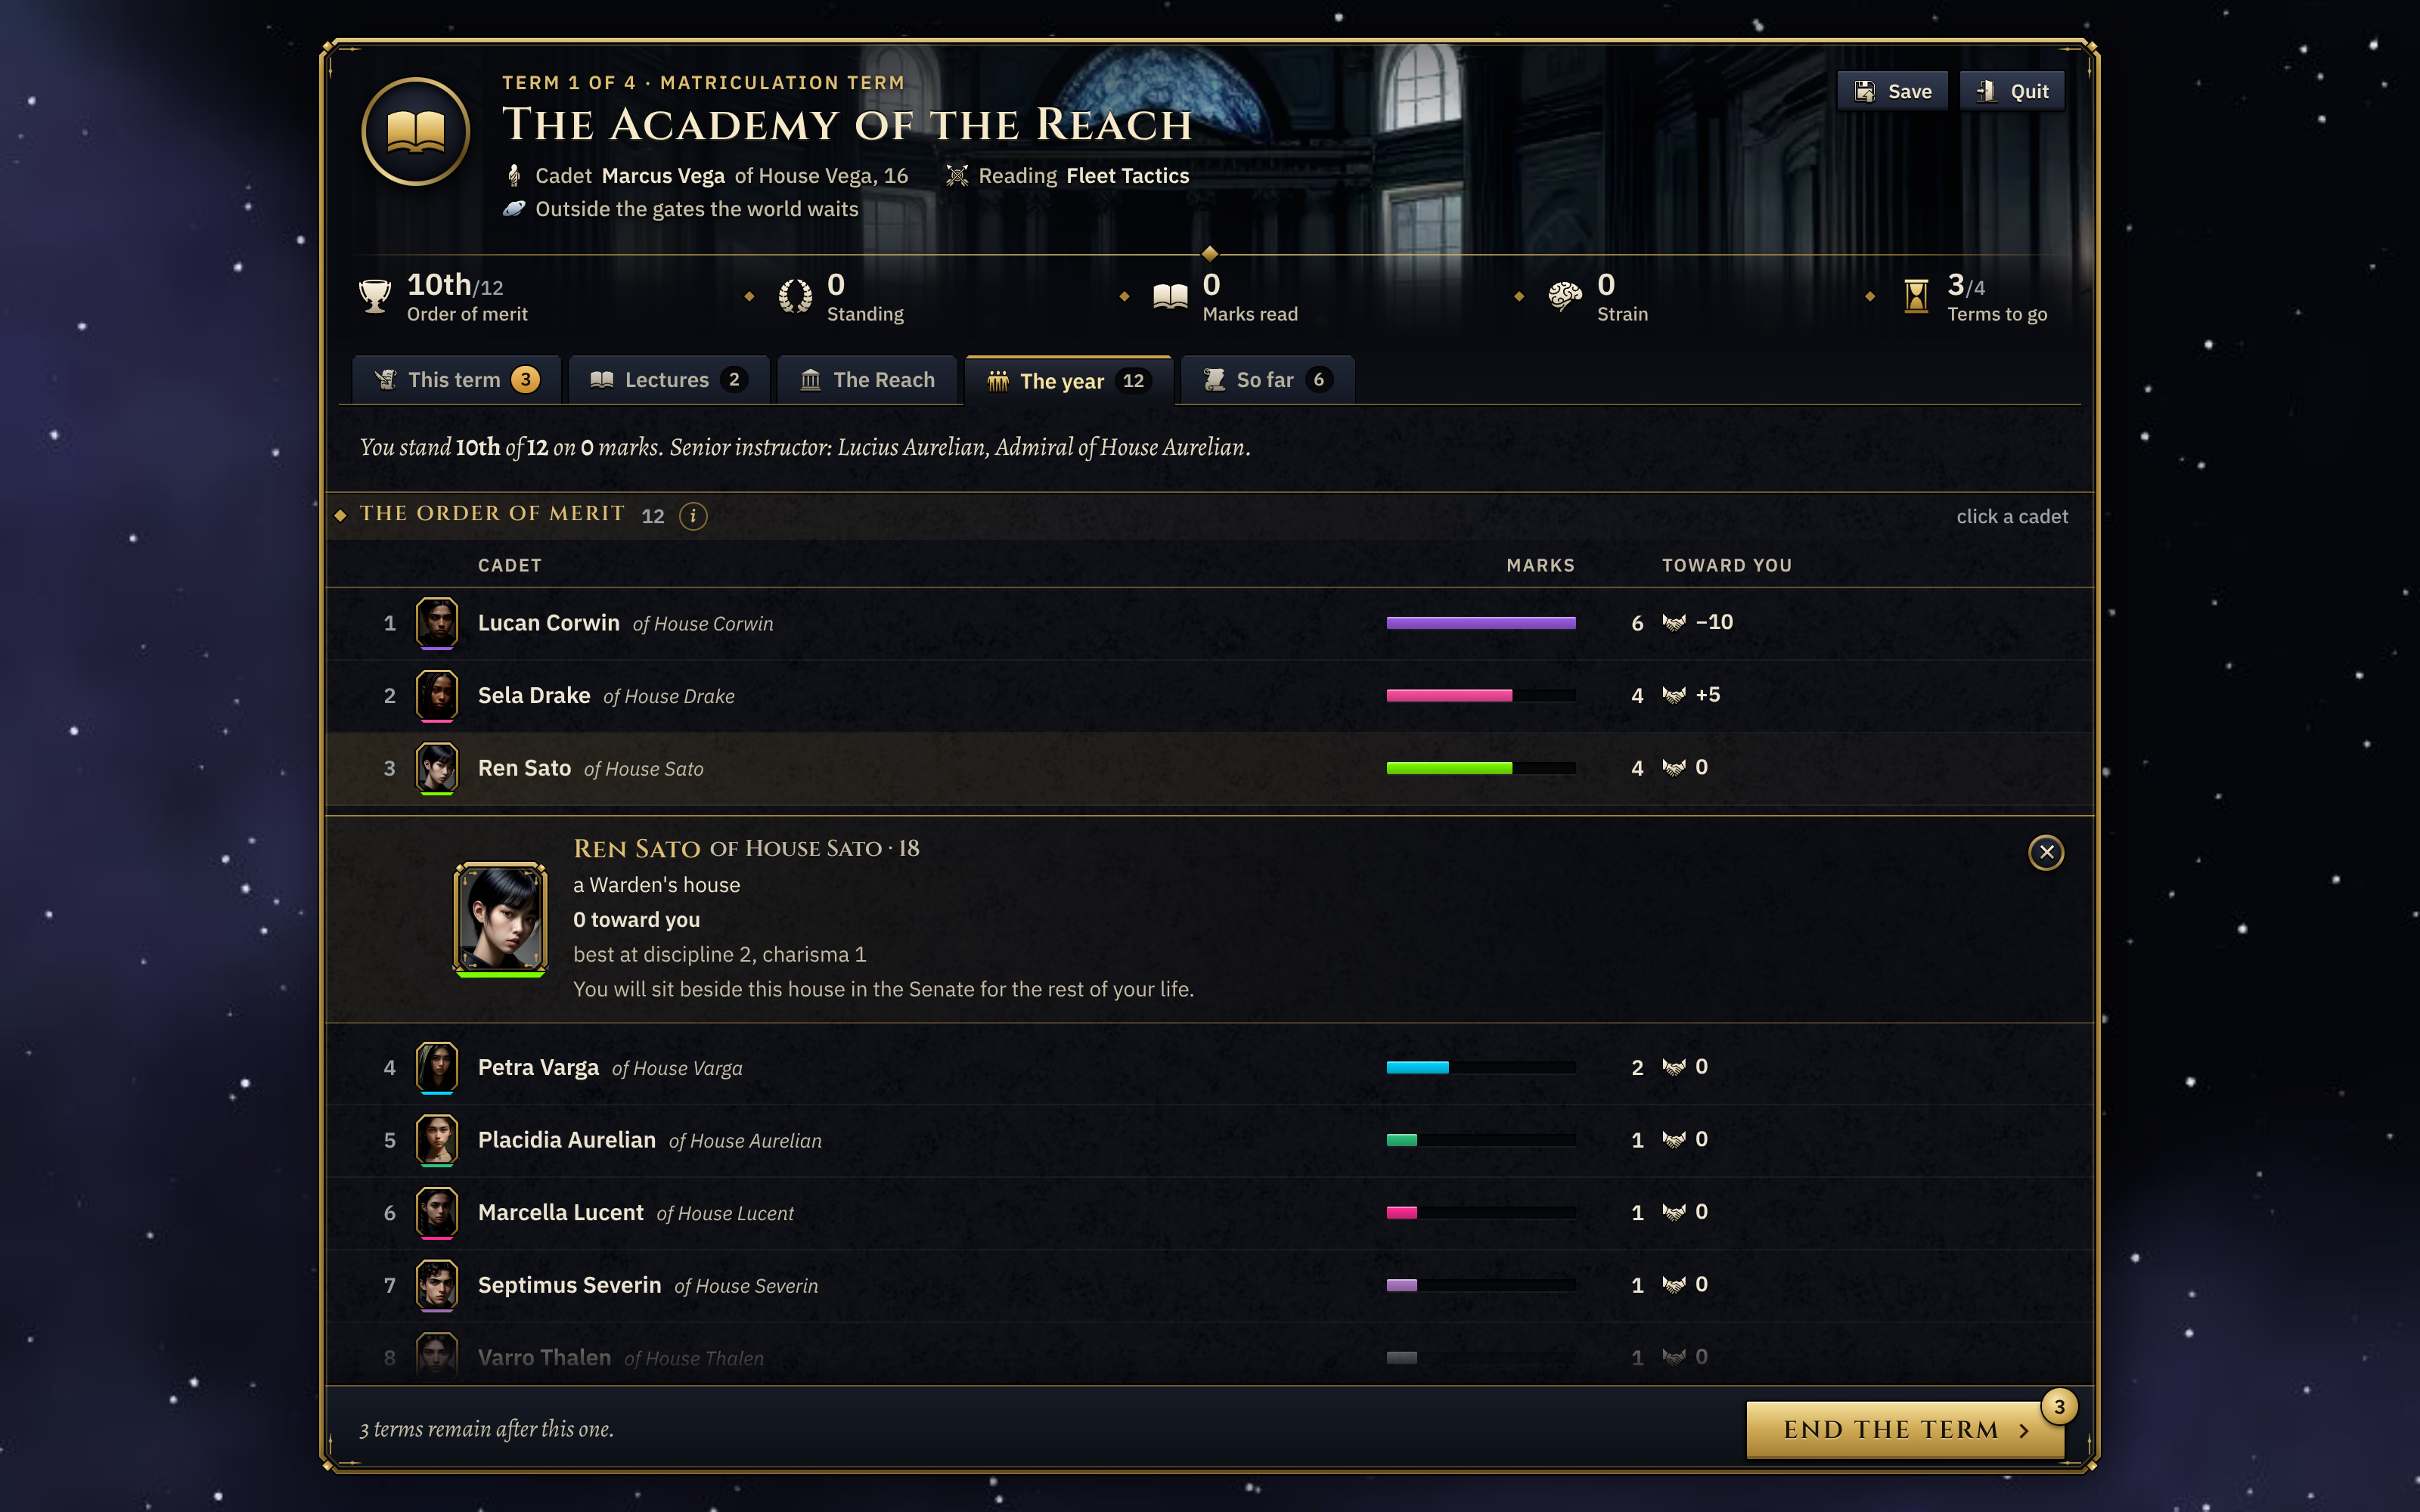 TERM 1 OF 4 · MATRICULATION TERM
THE ACADEMY OF THE REACH
Save
Quit
Cadet Marcus Vega of House Vega, 16 Reading Fleet Tactics
Outside the gates the world waits
10th/12
Order of merit
0
Standing
0
Marks read
0
Strain
3/4
Terms to go
This term 3
Lectures 2
The Reach
The year 12
So far 6
You stand 10th of 12 on 0 marks. Senior instructor: Lucius Aurelian, Admiral of House Aurelian.
THE ORDER OF MERIT 12 i
click a cadet
CADET MARKS TOWARD YOU
1 Lucan Corwin of House Corwin 6 −10
2 Sela Drake of House Drake 4 +5
3 Ren Sato of House Sato 4 0
REN SATO OF HOUSE SATO · 18
a Warden's house
0 toward you
best at discipline 2, charisma 1
You will sit beside this house in the Senate for the rest of your life.
4 Petra Varga of House Varga 2 0
5 Placidia Aurelian of House Aurelian 1 0
6 Marcella Lucent of House Lucent 1 0
7 Septimus Severin of House Severin 1 0
8 Varro Thalen of House Thalen 1 0
3 terms remain after this one.
END THE TERM
3